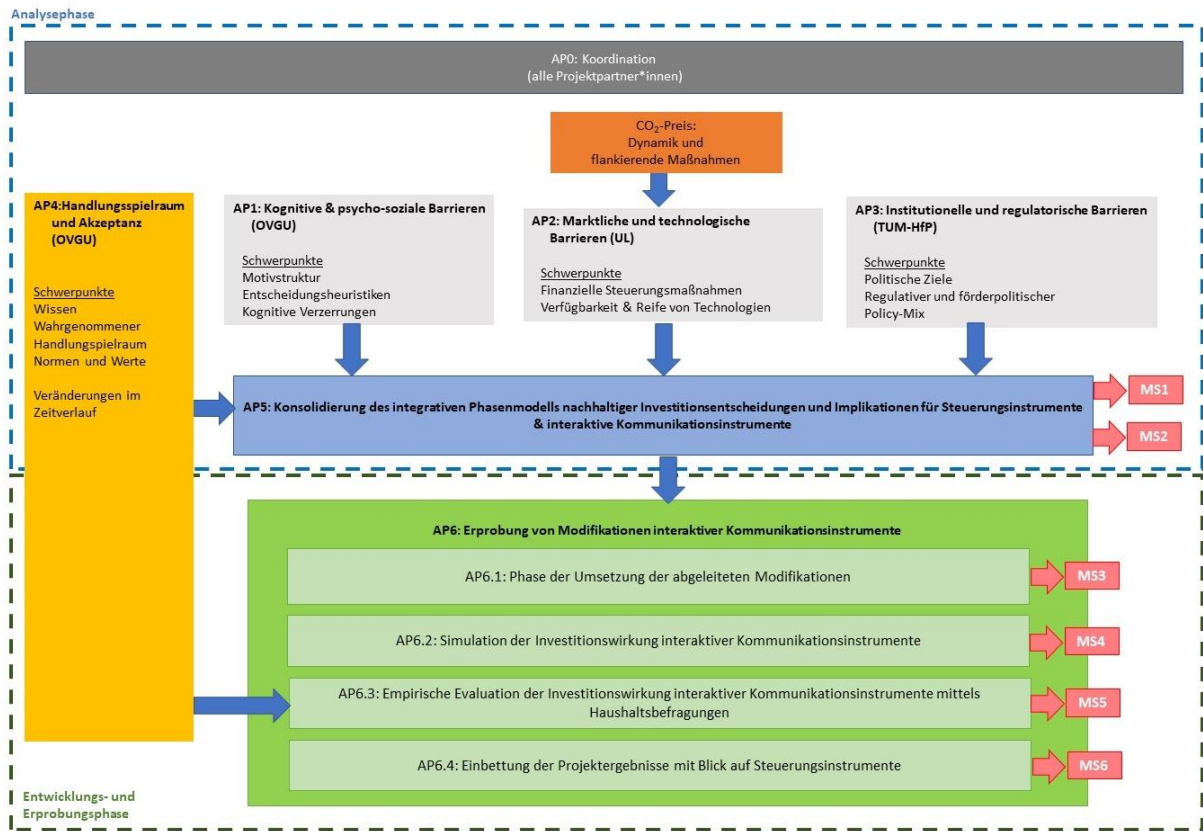 Analysephase
AP0: Koordination
(alle Projektpartner*innen)
CO₂-Preis:
Dynamik und
flankierende Maßnahmen
AP4:Handlungsspielraum
und Akzeptanz
(OVGU)
Schwerpunkte
Wissen
Wahrgenommener
Handlungspielraum
Normen und Werte
Veränderungen im
Zeitverlauf
AP1: Kognitive & psycho-soziale Barrieren
(OVGU)
Schwerpunkte
Motivstruktur
Entscheidungsheuristiken
Kognitive Verzerrungen
AP2: Marktliche und technologische
Barrieren (UL)
Schwerpunkte
Finanzielle Steuerungsmaßnahmen
Verfügbarkeit & Reife von Technologien
AP3: Institutionelle und regulatorische Barrieren
(TUM-HfP)
Schwerpunkte
Politische Ziele
Regulativer und förderpolitischer
Policy-Mix
AP5: Konsolidierung des integrativen Phasenmodells nachhaltiger Investitionsentscheidungen und Implikationen für Steuerungsinstrumente
& interaktive Kommunikationsinstrumente
MS1
MS2
AP6: Erprobung von Modifikationen interaktiver Kommunikationsinstrumente
AP6.1: Phase der Umsetzung der abgeleiteten Modifikationen
MS3
AP6.2: Simulation der Investitionswirkung interaktiver Kommunikationsinstrumente
MS4
AP6.3: Empirische Evaluation der Investitionswirkung interaktiver Kommunikationsinstrumente mittels
Haushaltsbefragungen
MS5
AP6.4: Einbettung der Projektergebnisse mit Blick auf Steuerungsinstrumente
MS6
Entwicklungs- und
Erprobungsphase